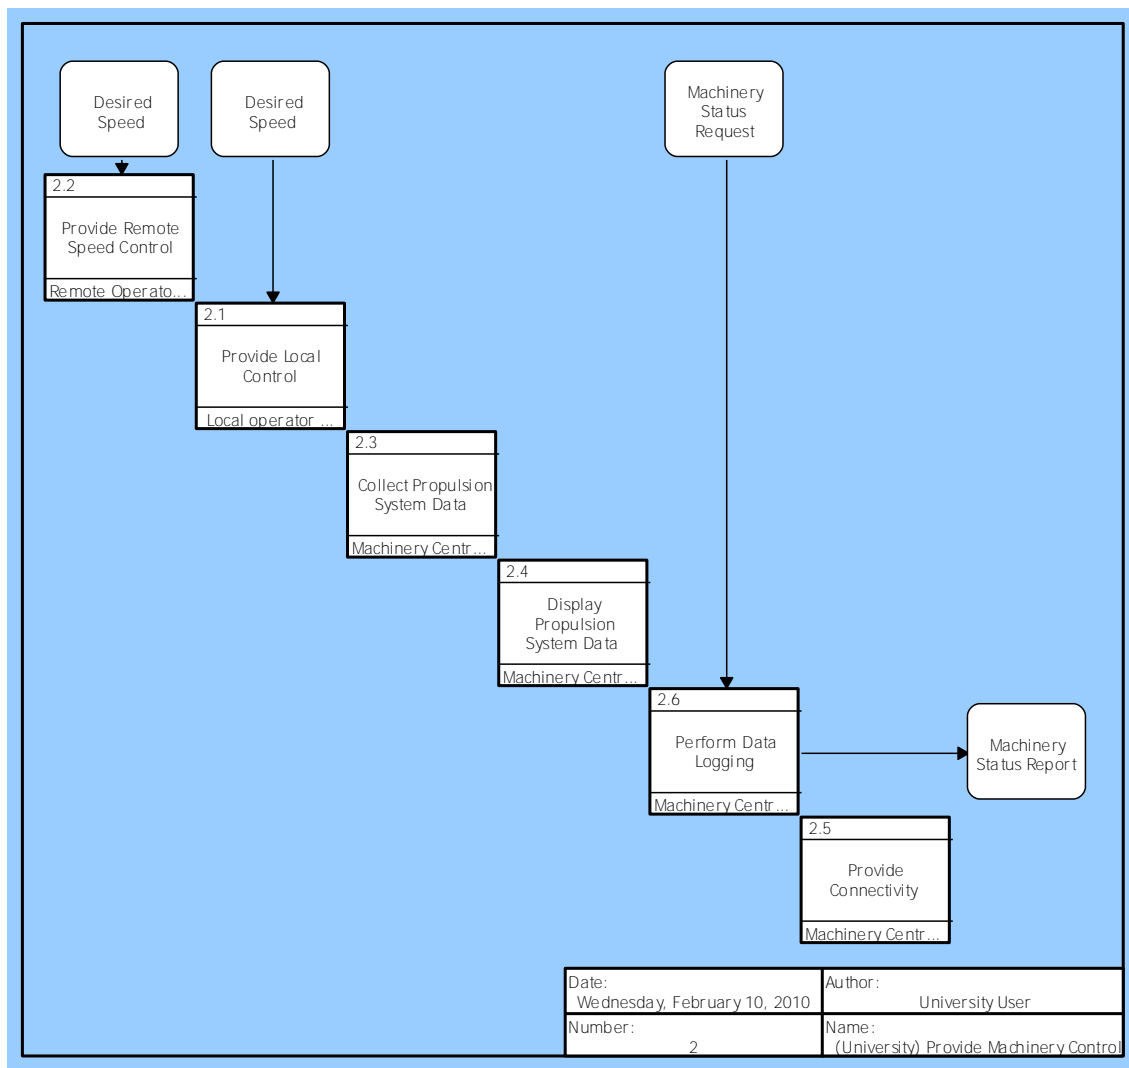 Desired
Speed
Desired
Speed
Machinery
Status
Request
2.2
Provide Remote
Speed Control
Remote Operato...
2.1
Provide Local
Control
Local operator ...
2.3
Collect Propulsion
System Data
Machinery Centr...
2.4
Display
Propulsion
System Data
Machinery Centr...
2.6
Perform Data
Logging
Machinery Centr...
Machinery
Status Report
2.5
Provide
Connectivity
Machinery Centr...
Date:
Wednesday, February 10, 2010
Author:
University User
Number:
2
Name:
(University) Provide Machinery Control